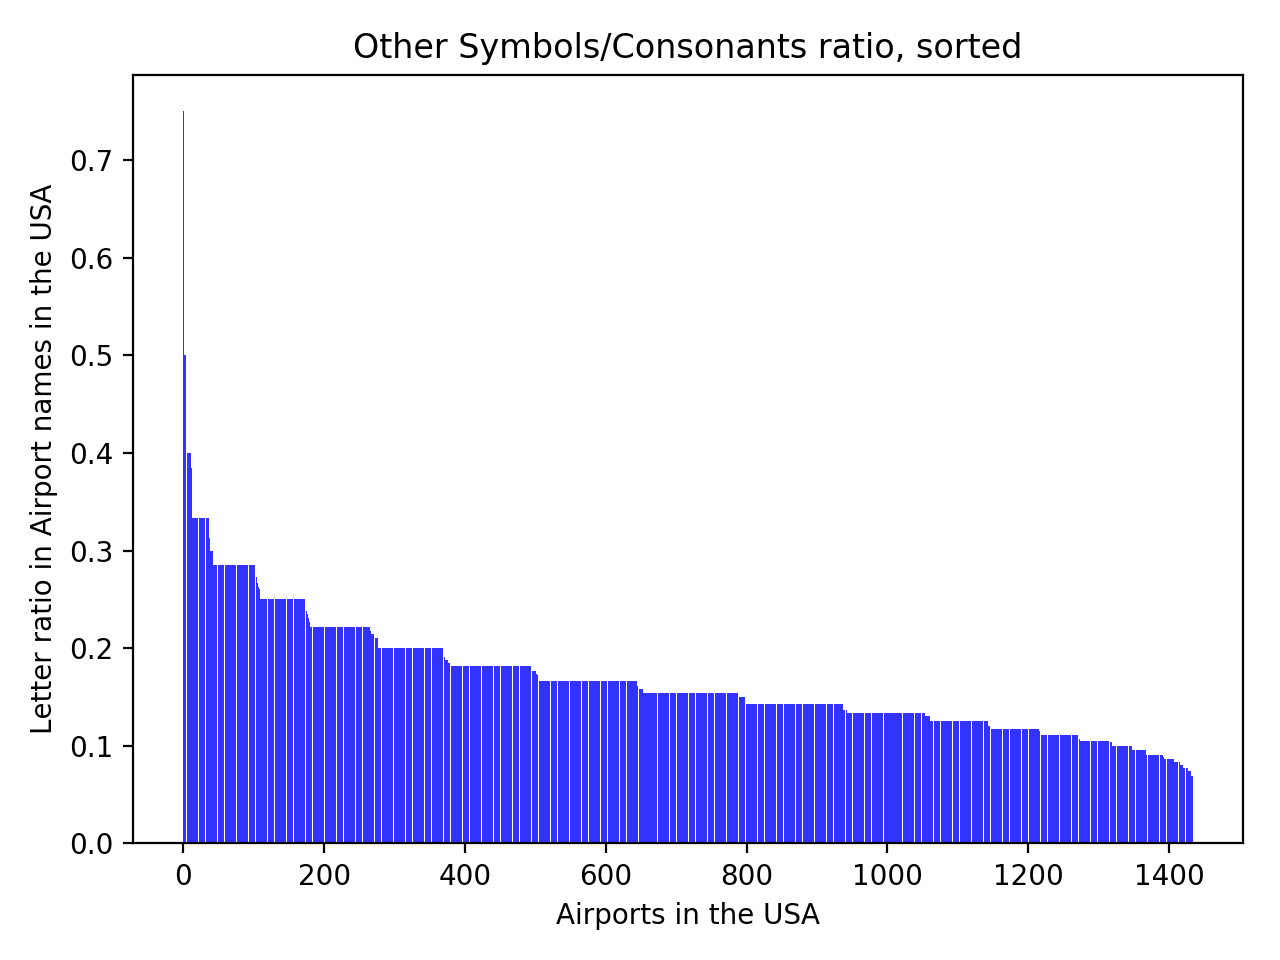 Other Symbols/Consonants ratio, sorted
Letter ratio in Airport names in the USA
0.7
0.6
0.5
0.4
0.3
0.2
0.1
0.0
0 200 400 600 800 1000 1200 1400
Airports in the USA